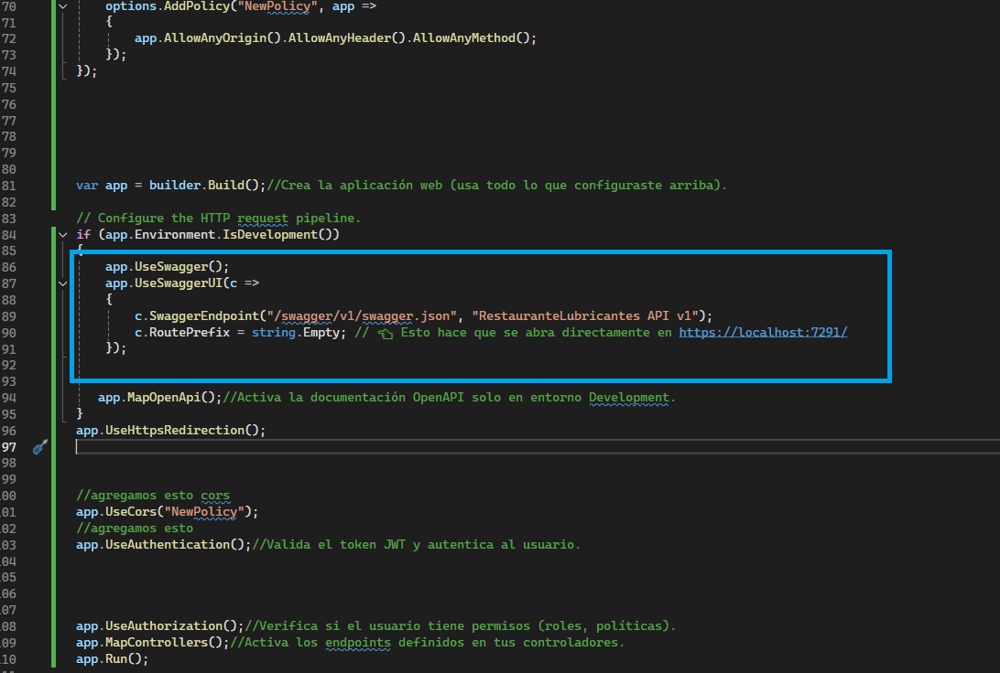 70 options.AddPolicy("NewPolicy", app =>
71 {
72 app.AllowAnyOrigin().AllowAnyHeader().AllowAnyMethod();
73 });
74 });
75
76
77
78
79
80
81 var app = builder.Build();//Crea la aplicación web (usa todo lo que configuraste arriba).
82
83 // Configure the HTTP request pipeline.
84 if (app.Environment.IsDevelopment())
85 {
86 app.UseSwagger();
87 app.UseSwaggerUI(c =>
88 {
89 c.SwaggerEndpoint("/swagger/v1/swagger.json", "RestauranteLubricantes API v1");
90 c.RoutePrefix = string.Empty; // 👈 Esto hace que se abra directamente en https://localhost:7291/
91 });
92
93
94 app.MapOpenApi();//Activa la documentación OpenAPI solo en entorno Development.
95 }
96 app.UseHttpsRedirection();
97
98
99
00 //agregamos esto cors
01 app.UseCors("NewPolicy");
02 //agregamos esto
03 app.UseAuthentication();//Valida el token JWT y autentica al usuario.
04
05
06
07
08 app.UseAuthorization();//Verifica si el usuario tiene permisos (roles, políticas).
09 app.MapControllers();//Activa los endpoints definidos en tus controladores.
10 app.Run();